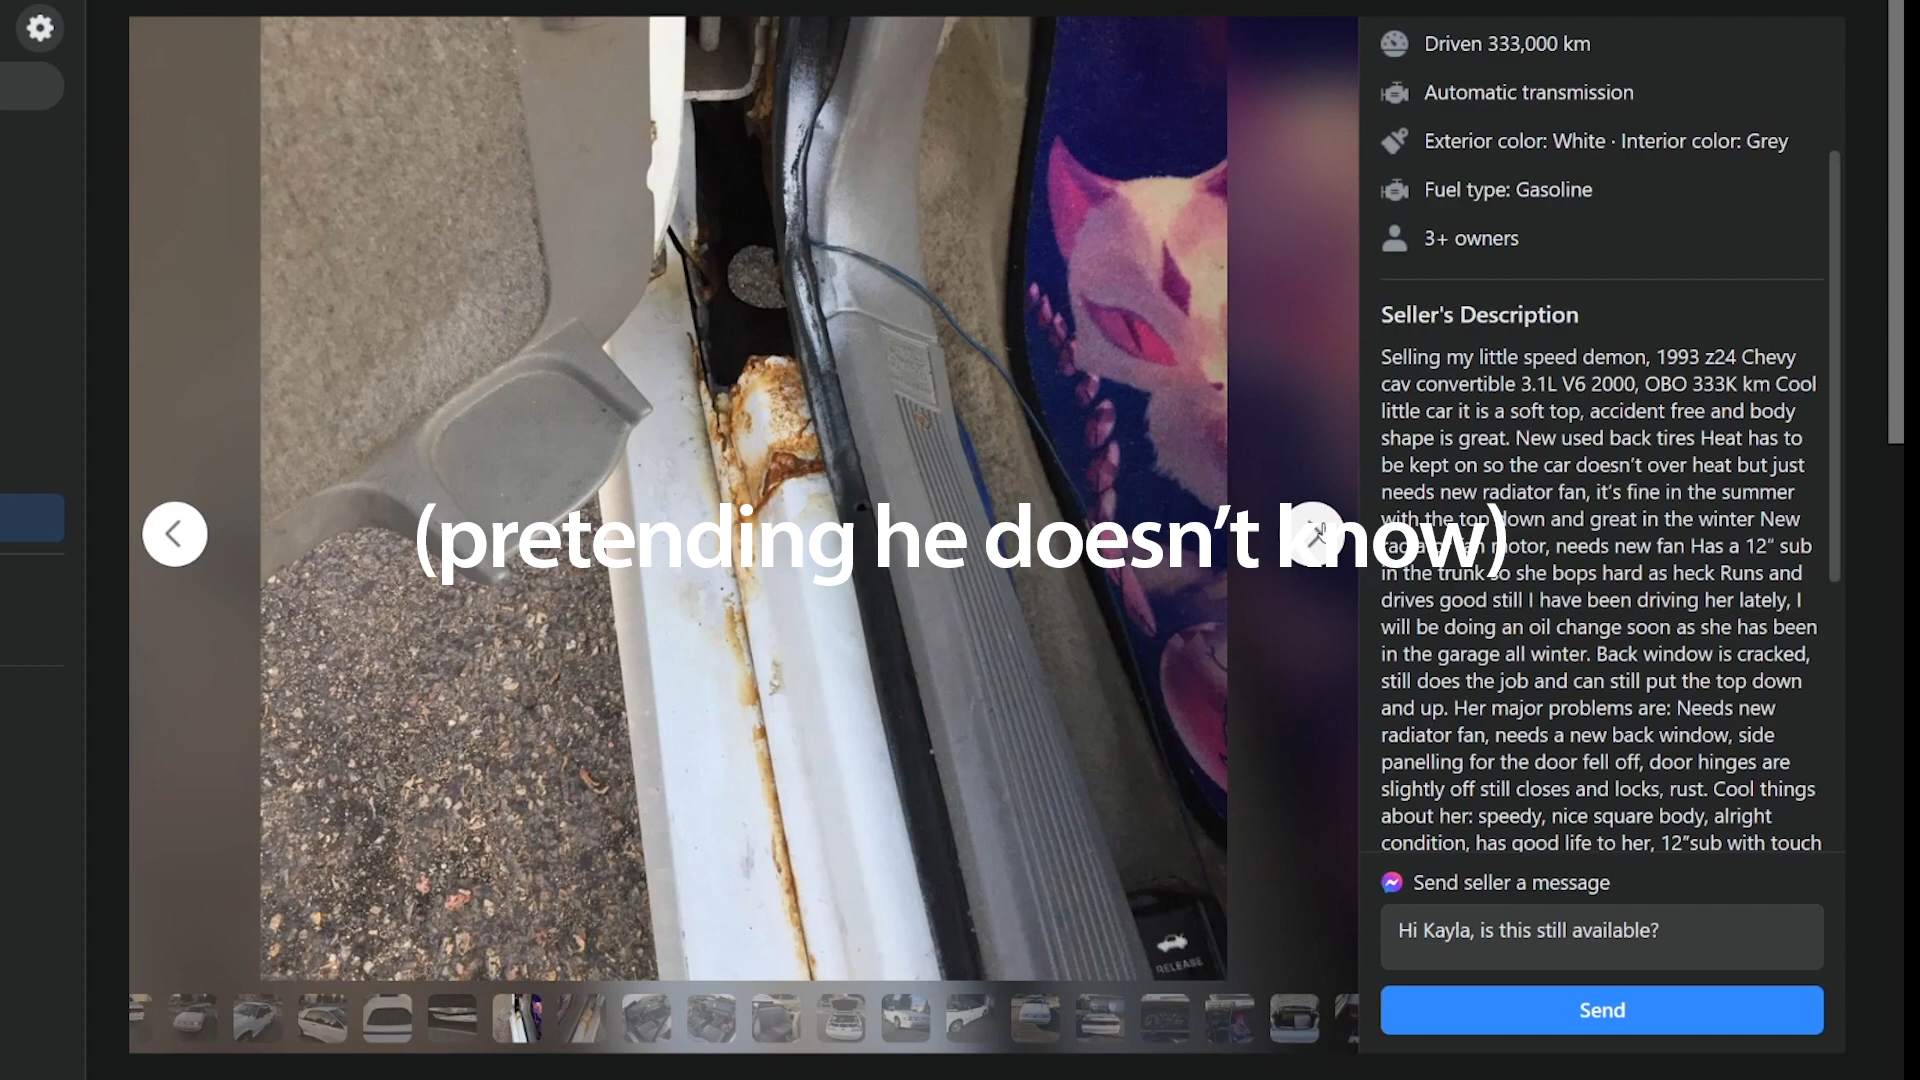 Driven 333,000 km
Automatic transmission
Exterior color: White · Interior color: Grey
Fuel type: Gasoline
3+ owners
Seller's Description
Selling my little speed demon, 1993 z24 Chevy
cav convertible 3.1L V6 2000, OBO 333K km Cool
little car it is a soft top, accident free and body
shape is great. New used back tires Heat has to
be kept on so the car doesn't over heat but just
needs new radiator fan, it's fine in the summer
with the top down and great in the winter New
radiator fan motor, needs new fan Has a 12" sub
in the trunk so she bops hard as heck Runs and
drives good still I have been driving her lately, I
will be doing an oil change soon as she has been
in the garage all winter. Back window is cracked,
still does the job and can still put the top down
and up. Her major problems are: Needs new
radiator fan, needs a new back window, side
panelling for the door fell off, door hinges are
slightly off still closes and locks, rust. Cool things
about her: speedy, nice square body, alright
condition, has good life to her, 12"sub with touch
(pretending he doesn't know)
RELEASE
Send seller a message
Hi Kayla, is this still available?
Send